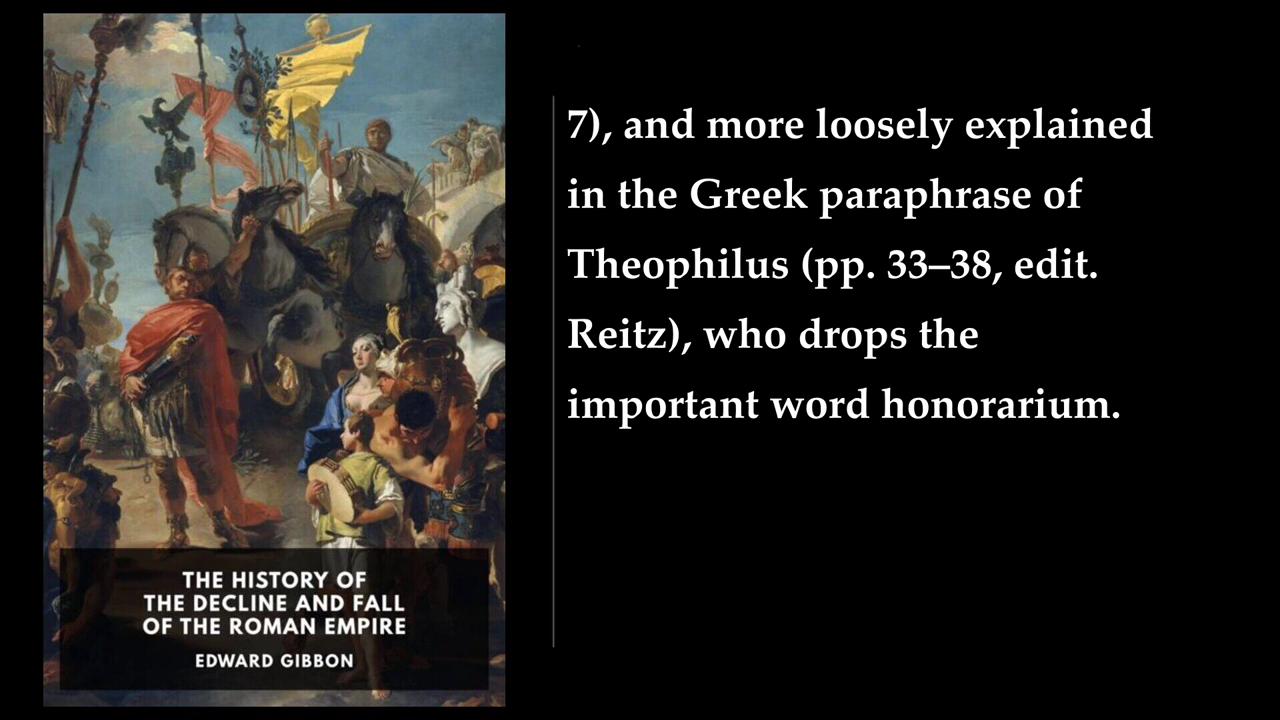 THE HISTORY OF
THE DECLINE AND FALL
OF THE ROMAN EMPIRE
EDWARD GIBBON
7), and more loosely explained
in the Greek paraphrase of
Theophilus (pp. 33–38, edit.
Reitz), who drops the
important word honorarium.